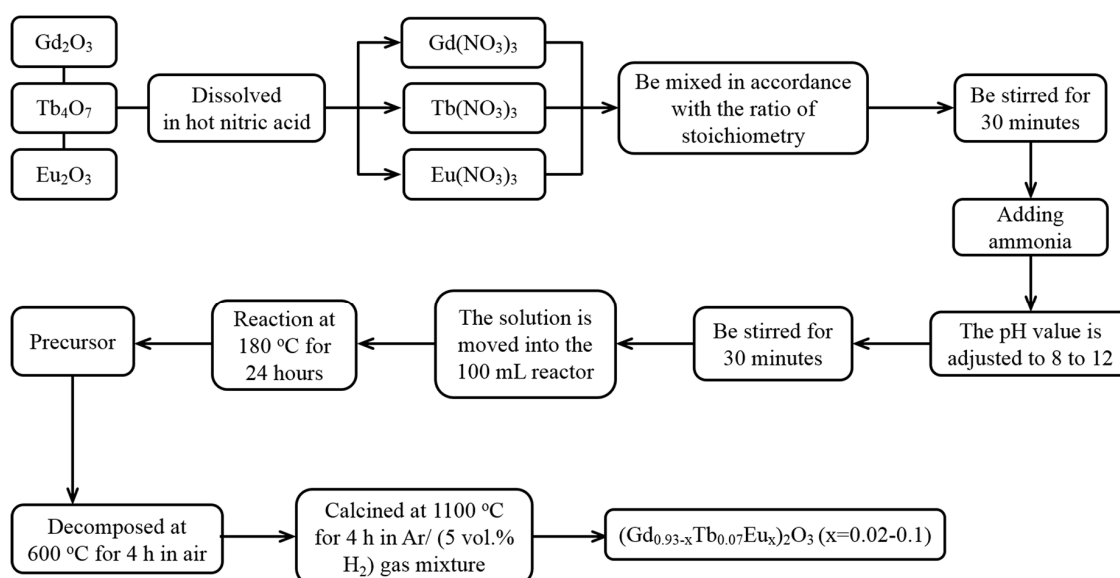 Gd₂O₃
Tb₄O₇
Eu₂O₃
Dissolved
in hot nitric acid
Gd(NO₃)₃
Tb(NO₃)₃
Eu(NO₃)₃
Be mixed in accordance
with the ratio of
stoichiometry
Be stirred for
30 minutes
Adding
ammonia
The pH value is
adjusted to 8 to 12
Be stirred for
30 minutes
The solution is
moved into the
100 mL reactor
Reaction at
180 °C for
24 hours
Precursor
Decomposed at
600 °C for 4 h in air
Calcined at 1100 °C
for 4 h in Ar/ (5 vol.%
H₂) gas mixture
(Gd₀.₉₃₋ₓTb₀.₀₇Euₓ)₂O₃ (x=0.02-0.1)